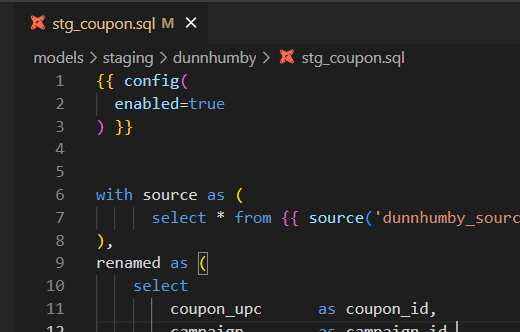 stg_coupon.sql M ×
models > staging > dunnhumby > stg_coupon.sql
1 {{ config(
2 enabled=true
3 ) }}
4
5
6 with source as (
7 select * from {{ source('dunnhumby_sourc
8 ),
9 renamed as (
10 select
11 coupon_upc as coupon_id,
12 campaign as campaign_id,